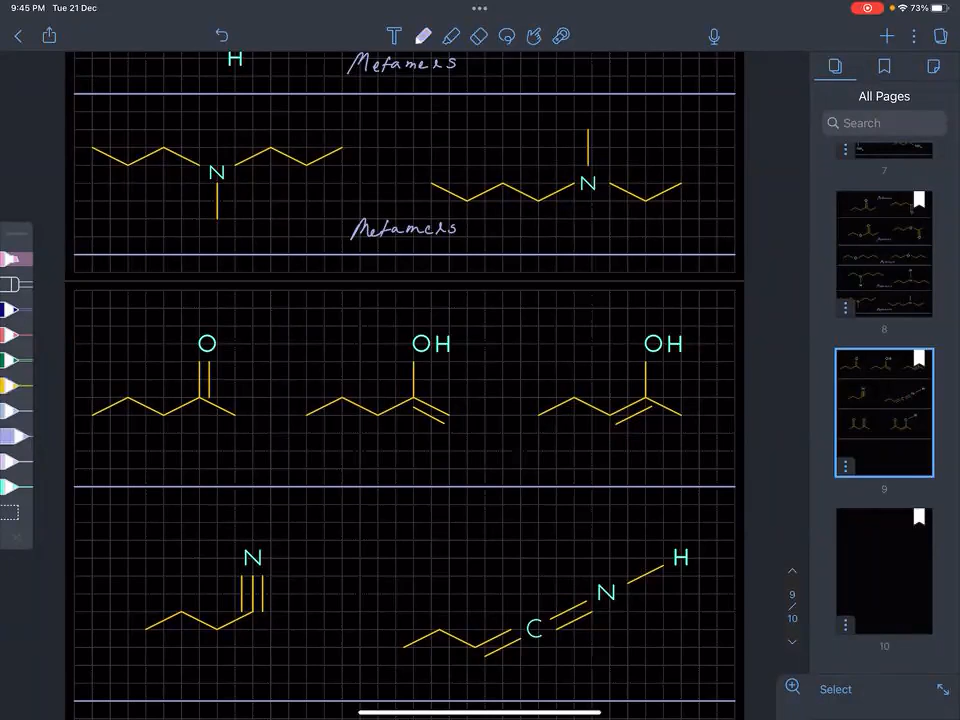 9:45 PM Tue 21 Dec
73%
T
All Pages
Search
H
Metamers
N
N
Metamers
7
8
O
OH
OH
9
N
H
N
C
9
/
10
10
Select